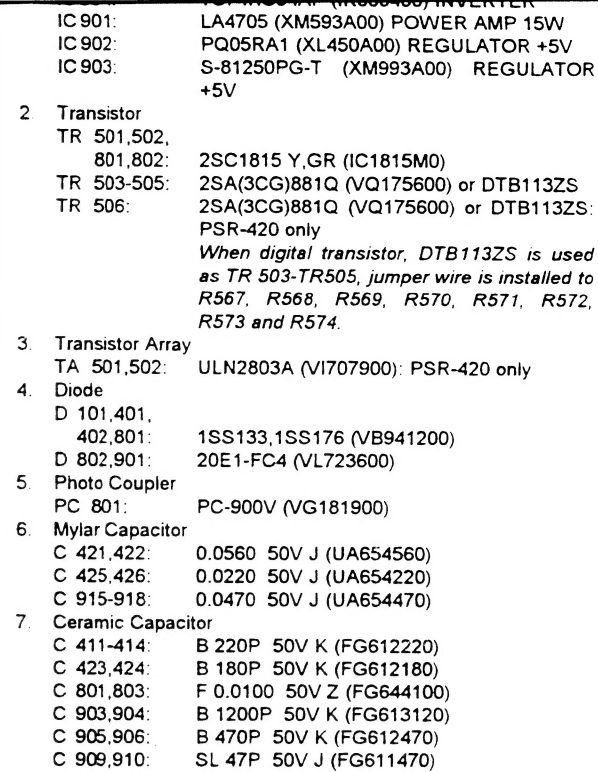 IC 901: LA4705 (XM593A00) POWER AMP 15W
IC 902: PQ05RA1 (XL450A00) REGULATOR +5V
IC 903: S-81250PG-T (XM993A00) REGULATOR
+5V
2. Transistor
TR 501,502,
801,802: 2SC1815 Y,GR (IC1815M0)
TR 503-505: 2SA(3CG)881Q (VQ175600) or DTB113ZS
TR 506: 2SA(3CG)881Q (VQ175600) or DTB113ZS:
PSR-420 only
When digital transistor, DTB113ZS is used
as TR 503-TR505, jumper wire is installed to
R567, R568, R569, R570, R571, R572,
R573 and R574.
3. Transistor Array
TA 501,502: ULN2803A (VI707900): PSR-420 only
4. Diode
D 101,401,
402,801: 1SS133,1SS176 (VB941200)
D 802,901: 20E1-FC4 (VL723600)
5. Photo Coupler
PC 801: PC-900V (VG181900)
6. Mylar Capacitor
C 421,422: 0.0560 50V J (UA654560)
C 425,426: 0.0220 50V J (UA654220)
C 915-918: 0.0470 50V J (UA654470)
7. Ceramic Capacitor
C 411-414: B 220P 50V K (FG612220)
C 423,424: B 180P 50V K (FG612180)
C 801,803: F 0.0100 50V Z (FG644100)
C 903,904: B 1200P 50V K (FG613120)
C 905,906: B 470P 50V K (FG612470)
C 909,910: SL 47P 50V J (FG611470)